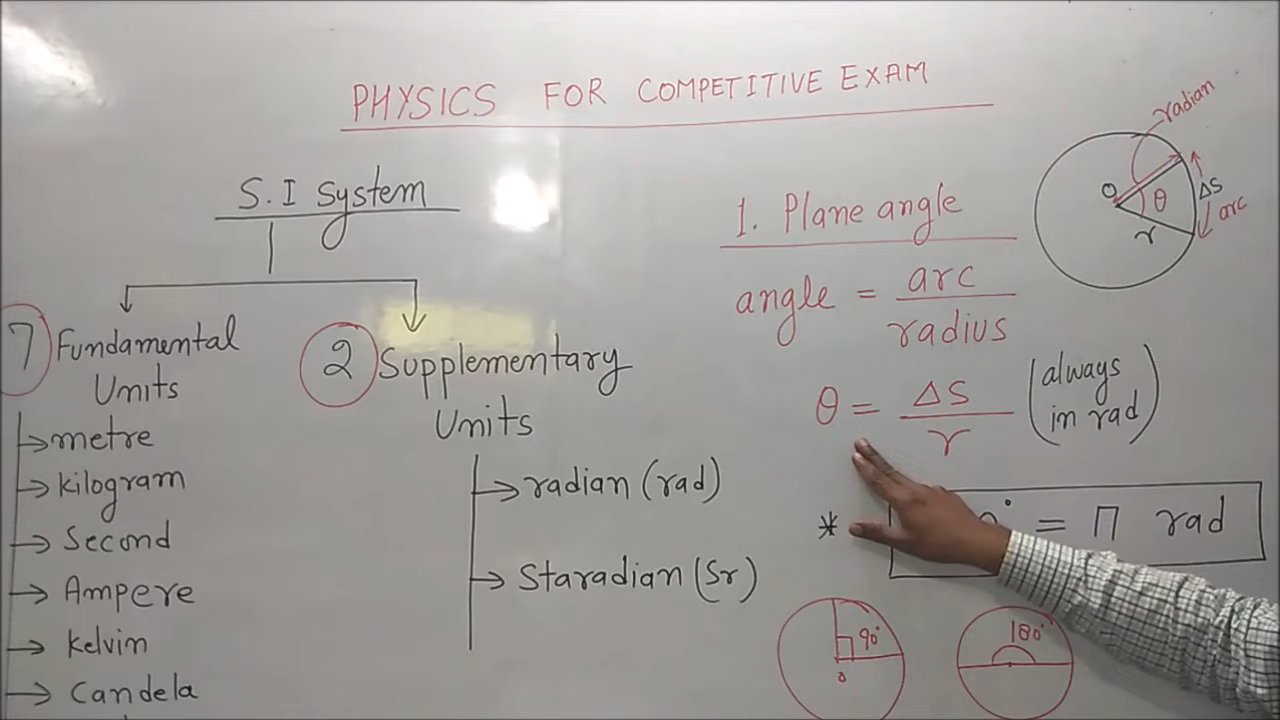 PHYSICS FOR COMPETITIVE EXAM
S.I System
7 Fundamental
Units
metre
kilogram
Second
Ampere
kelvin
Candela
2 Supplementary
Units
radian (rad)
Staradian (Sr)
1. Plane angle
angle = arc
radius
θ = ΔS
r
(always
in rad)
* ° = Π rad
radian
O
θ
r
ΔS
arc
90°
0
180°